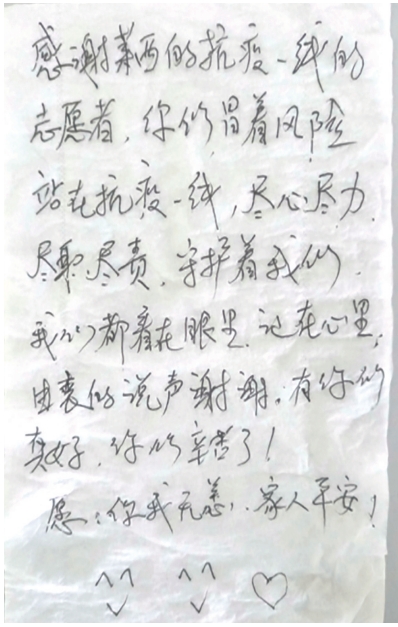 感谢莱西的抗疫一线的
志愿者，你们冒着风险
站在抗疫一线，尽心尽力，
尽职尽责，守护着我们，
我们都看在眼里，记在心里，
由衷的说声谢谢。有你们
真好，你们辛苦了！
愿：你我无恙，家人平安！